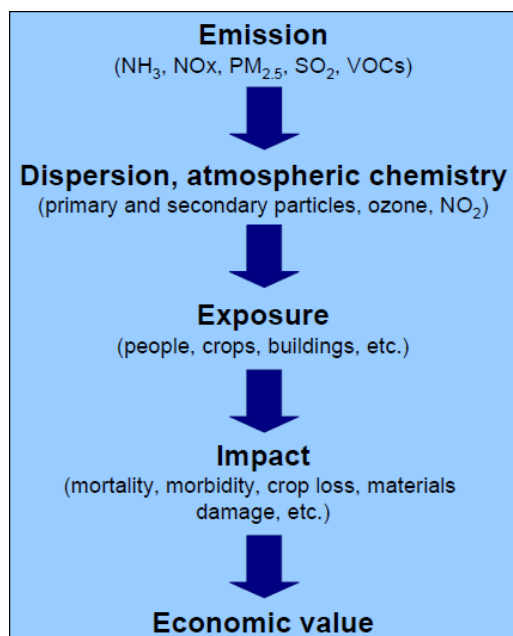 Emission
(NH₃, NOx, PM₂.₅, SO₂, VOCs)
Dispersion, atmospheric chemistry
(primary and secondary particles, ozone, NO₂)
Exposure
(people, crops, buildings, etc.)
Impact
(mortality, morbidity, crop loss, materials
damage, etc.)
Economic value